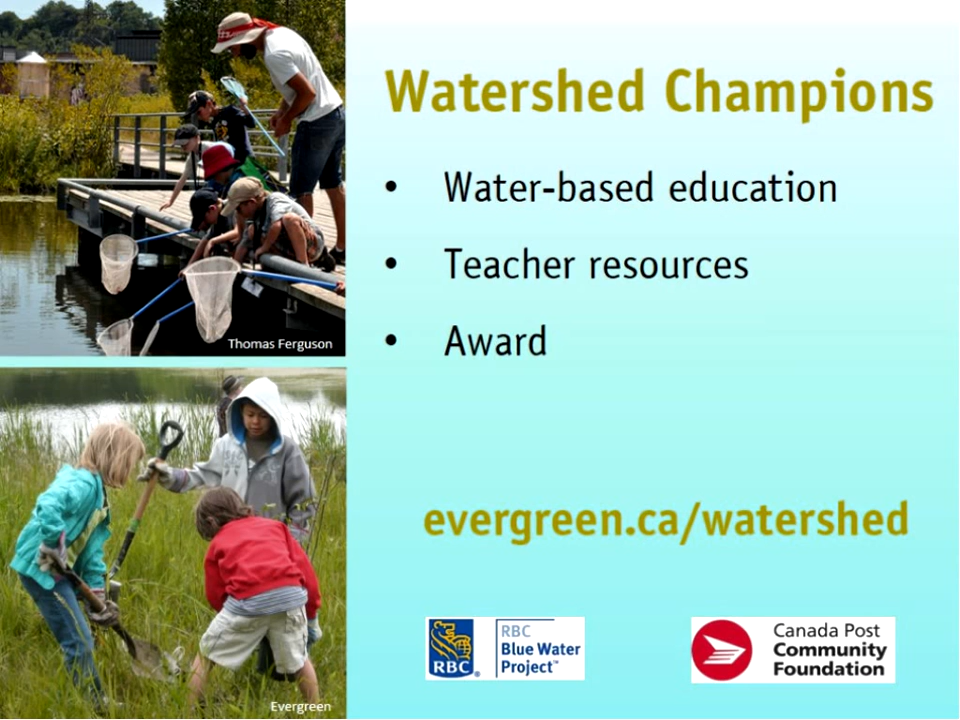 Watershed Champions
• Water-based education
• Teacher resources
• Award
evergreen.ca/watershed
Thomas Ferguson
Evergreen
RBC®
RBC
Blue Water
Project™
Canada Post
Community
Foundation